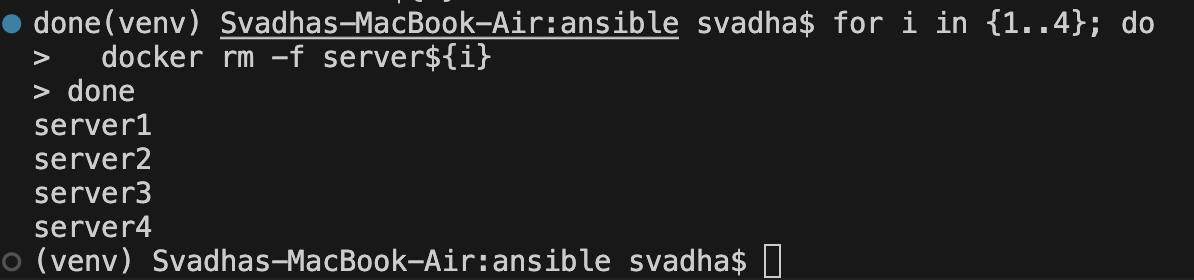 done(venv) Svadhas-MacBook-Air:ansible svadha$ for i in {1..4}; do
>   docker rm -f server${i}
> done
server1
server2
server3
server4
(venv) Svadhas-MacBook-Air:ansible svadha$